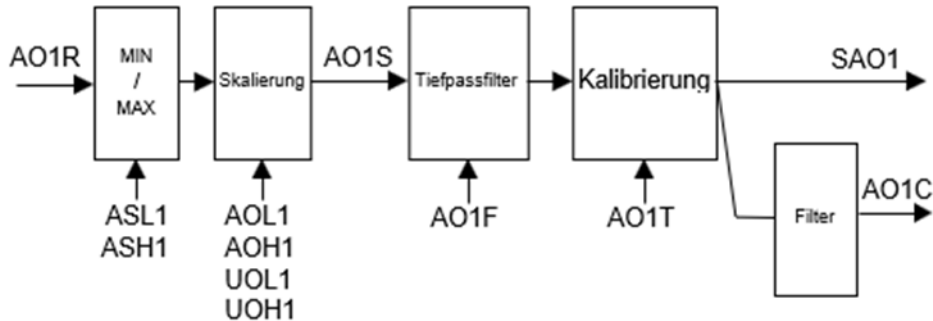 AO1R
MIN
/
MAX
Skalierung
AO1S
Tiefpassfilter
Kalibrierung
SAO1
ASL1
ASH1
AOL1
AOH1
UOL1
UOH1
AO1F
AO1T
Filter
AO1C